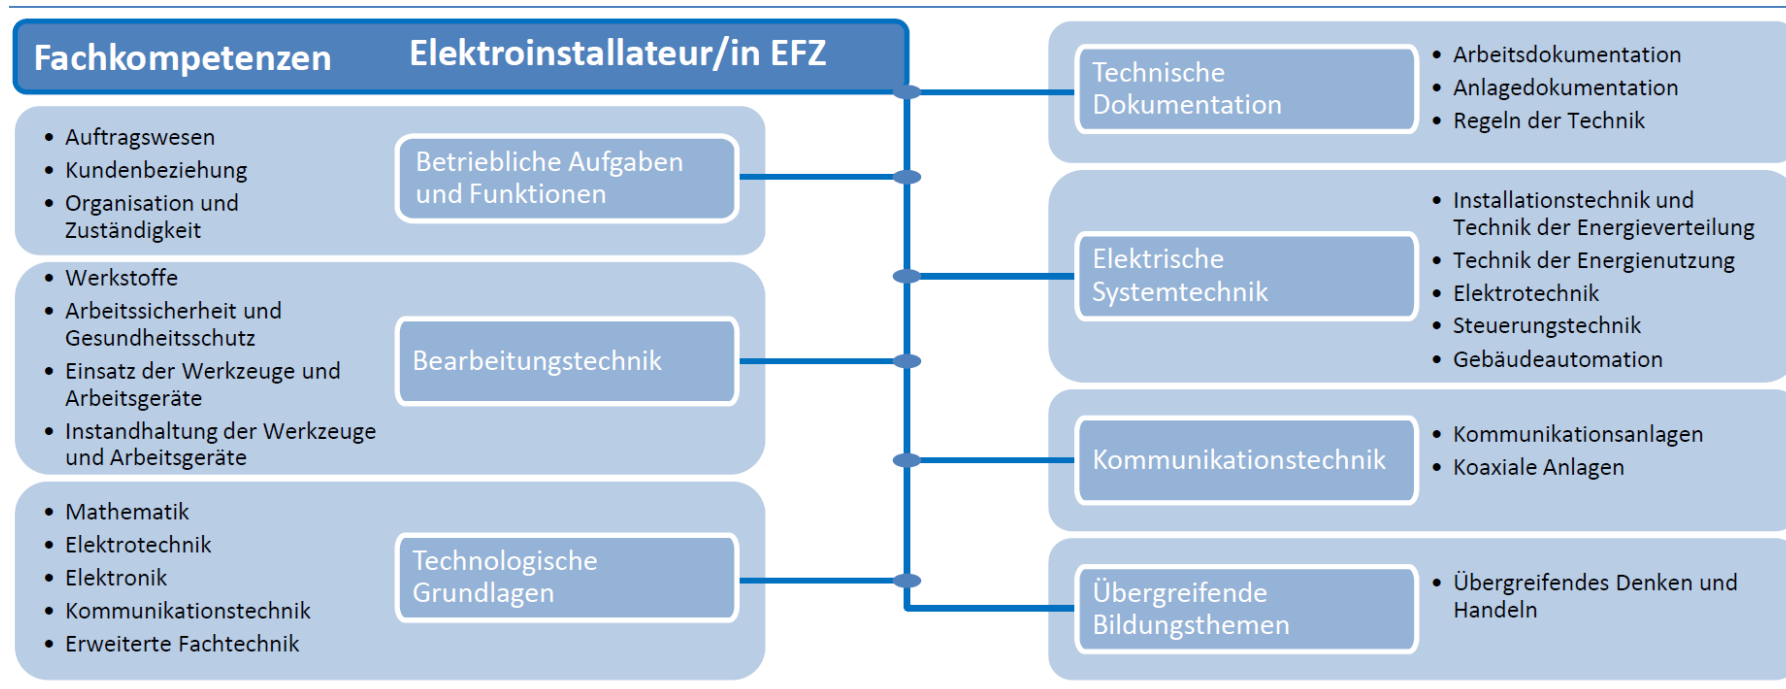 Fachkompetenzen Elektroinstallateur/in EFZ
• Auftragswesen
• Kundenbeziehung
• Organisation und
Zuständigkeit
Betriebliche Aufgaben
und Funktionen
• Werkstoffe
• Arbeitssicherheit und
Gesundheitsschutz
• Einsatz der Werkzeuge und
Arbeitsgeräte
• Instandhaltung der Werkzeuge
und Arbeitsgeräte
Bearbeitungstechnik
• Mathematik
• Elektrotechnik
• Elektronik
• Kommunikationstechnik
• Erweiterte Fachtechnik
Technologische
Grundlagen
Technische
Dokumentation
• Arbeitsdokumentation
• Anlagedokumentation
• Regeln der Technik
Elektrische
Systemtechnik
• Installationstechnik und
Technik der Energieverteilung
• Technik der Energienutzung
• Elektrotechnik
• Steuerungstechnik
• Gebäudeautomation
Kommunikationstechnik
• Kommunikationsanlagen
• Koaxiale Anlagen
Übergreifende
Bildungsthemen
• Übergreifendes Denken und
Handeln